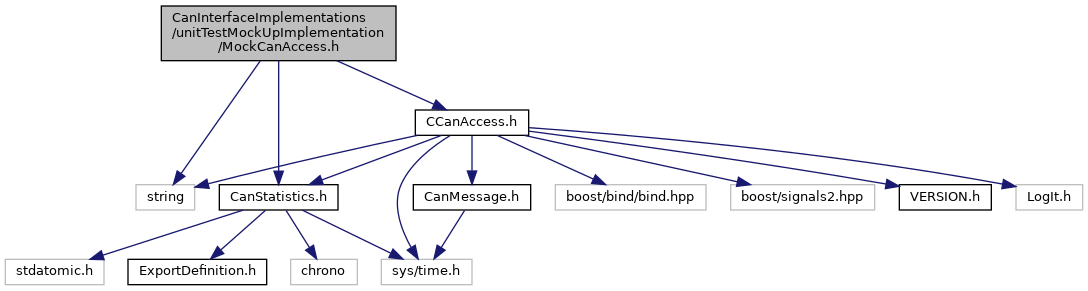 CanInterfaceImplementations
/unitTestMockUpImplementation
/MockCanAccess.h
CCanAccess.h
string
CanStatistics.h
CanMessage.h
boost/bind/bind.hpp
boost/signals2.hpp
VERSION.h
LogIt.h
stdatomic.h
ExportDefinition.h
chrono
sys/time.h